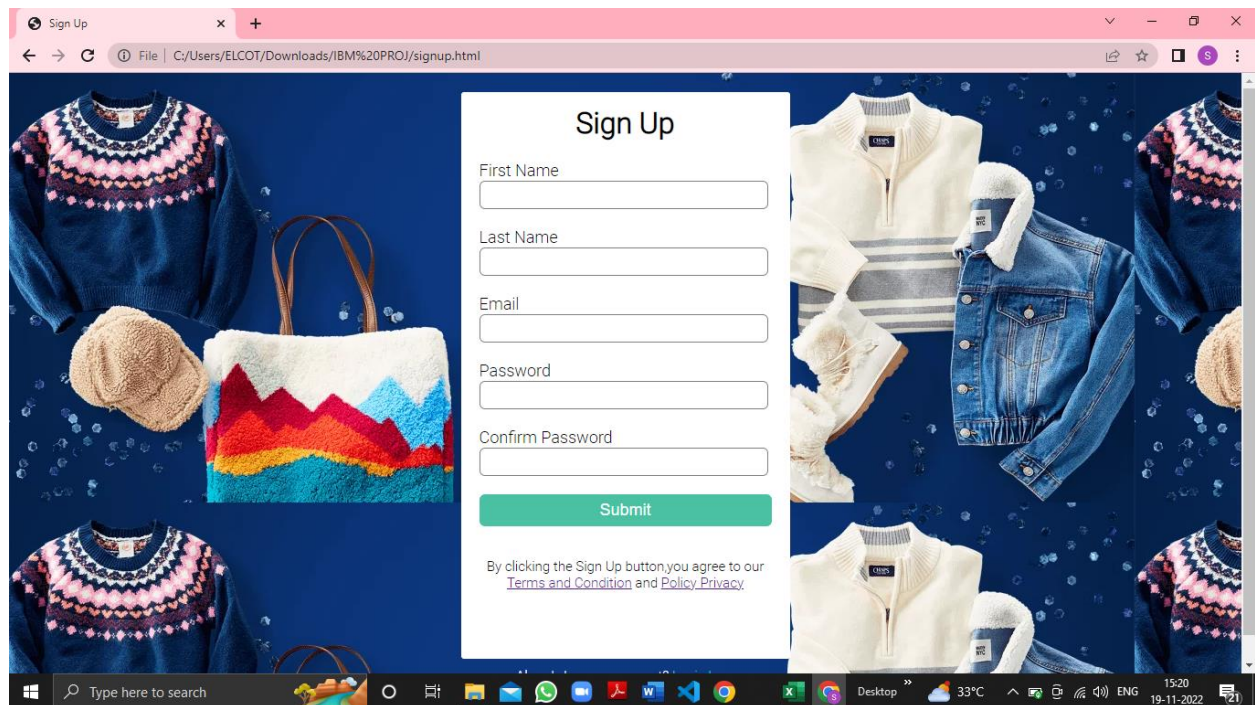 Sign Up
File | C:/Users/ELCOT/Downloads/IBM%20PROJ/signup.html
S
Sign Up
First Name
Last Name
Email
Password
Confirm Password
Submit
By clicking the Sign Up button,you agree to our
Terms and Condition and Policy Privacy
CHAPS
CHAPS
Type here to search
Desktop
33°C
ENG
15:20
19-11-2022
21